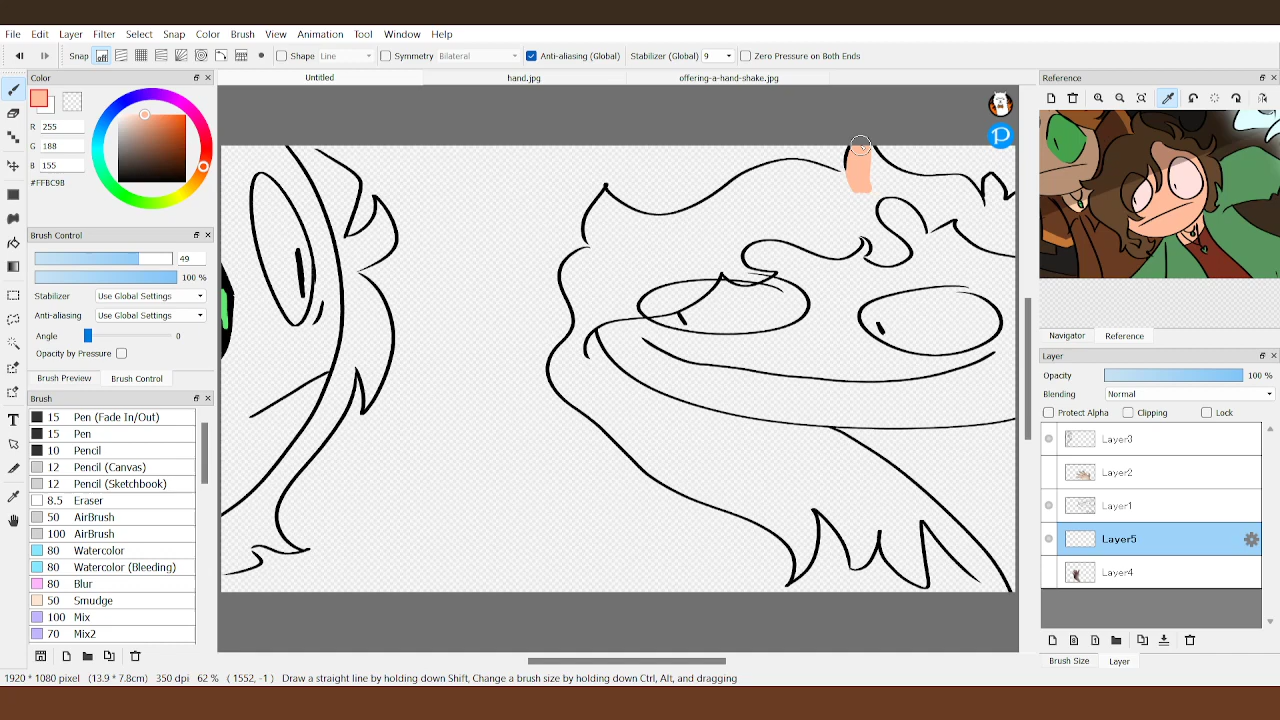 File Edit Layer Filter Select Snap Color Brush View Animation Tool Window Help
Snap Shape Line Symmetry Bilateral Anti-aliasing (Global) Stabilizer (Global) 9 Zero Pressure on Both Ends
Color
Untitled hand.jpg offering-a-hand-shake.jpg
Reference
R 255
G 188
B 155
#FFBC9B
Brush Control
49
100 %
Stabilizer Use Global Settings
Anti-aliasing Use Global Settings
Angle 0
Opacity by Pressure
Brush Preview Brush Control
Brush
15 Pen (Fade In/Out)
15 Pen
10 Pencil
12 Pencil (Canvas)
12 Pencil (Sketchbook)
8.5 Eraser
50 AirBrush
100 AirBrush
80 Watercolor
80 Watercolor (Bleeding)
80 Blur
50 Smudge
100 Mix
70 Mix2
P
Navigator Reference
Layer
Opacity 100 %
Blending Normal
Protect Alpha Clipping Lock
Layer3
Layer2
Layer1
Layer5
Layer4
Brush Size Layer
1920 * 1080 pixel (13.9 * 7.8cm) 350 dpi 62 % ( 1552, -1 ) Draw a straight line by holding down Shift, Change a brush size by holding down Ctrl, Alt, and dragging